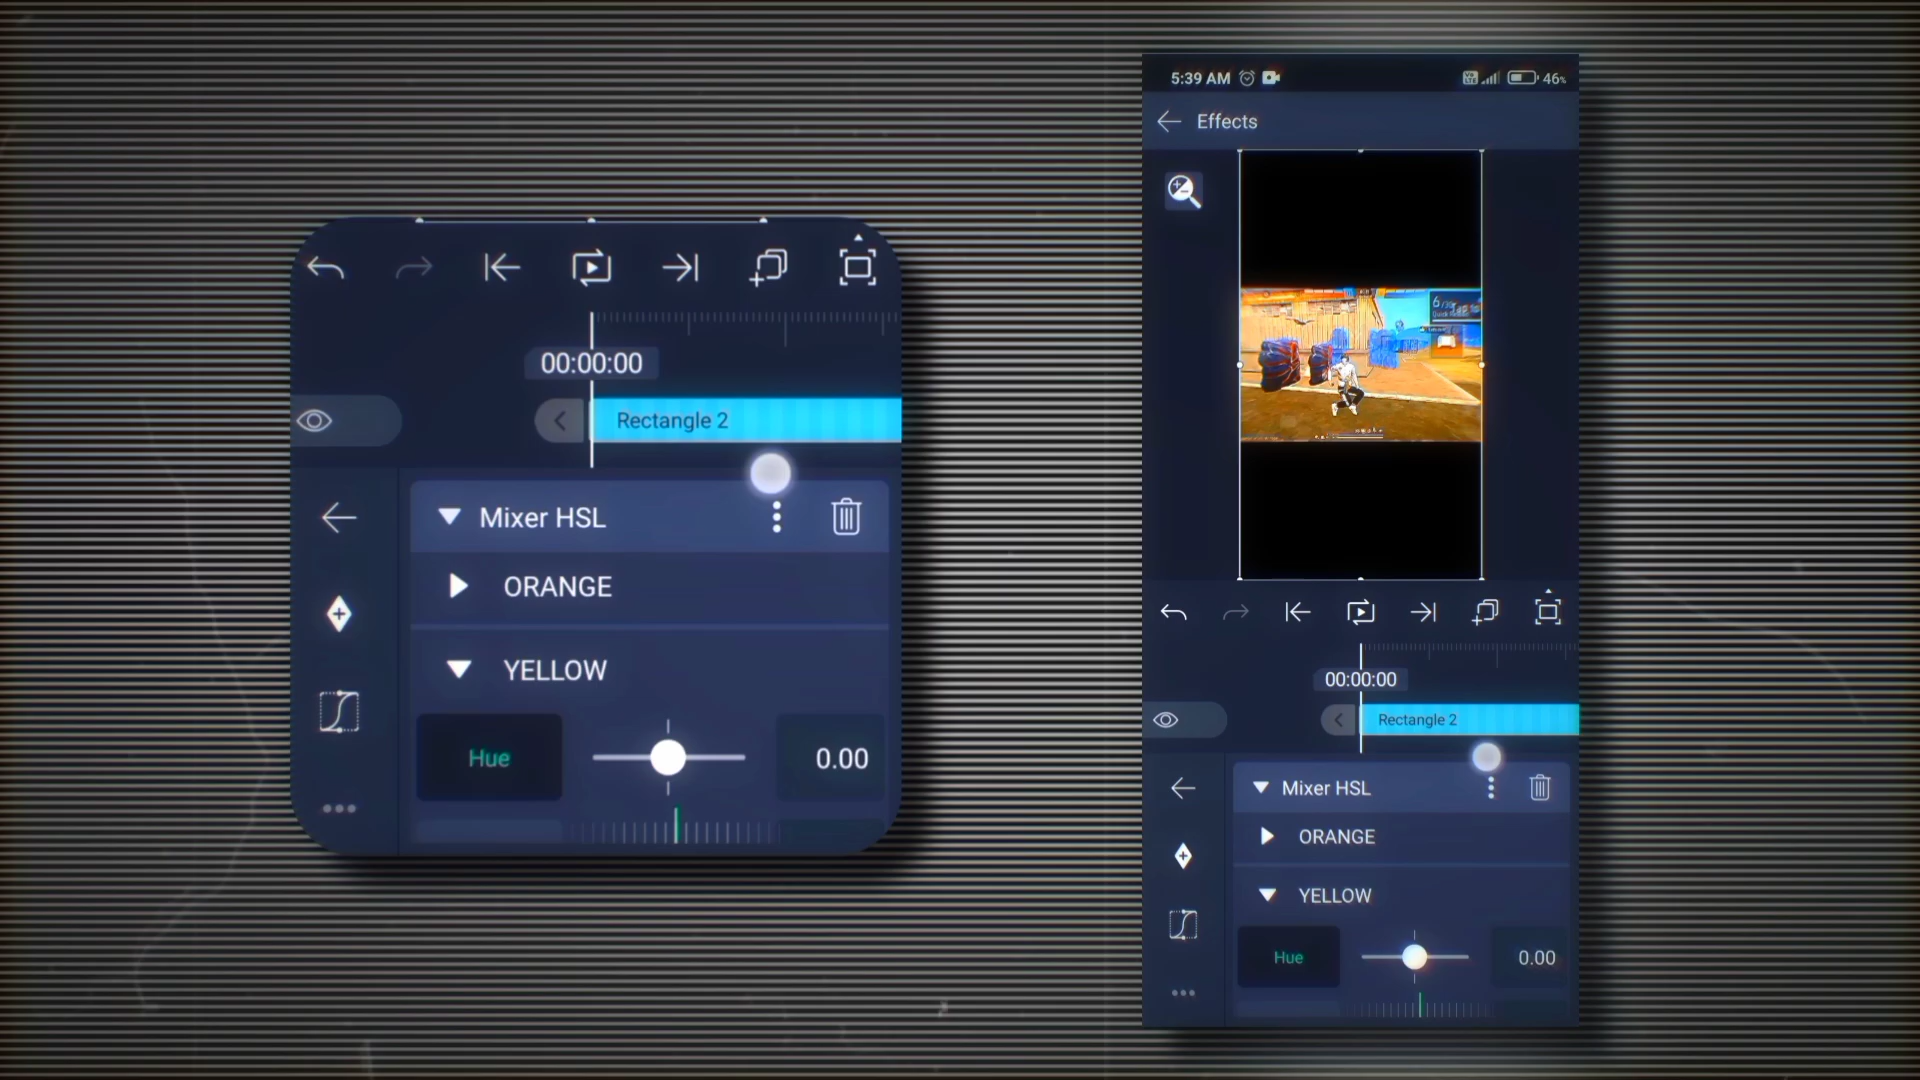 00:00:00
Rectangle 2
Mixer HSL
ORANGE
YELLOW
Hue
0.00
5:39 AM
46%
Effects
6
00:00:00
Rectangle 2
Mixer HSL
ORANGE
YELLOW
Hue
0.00